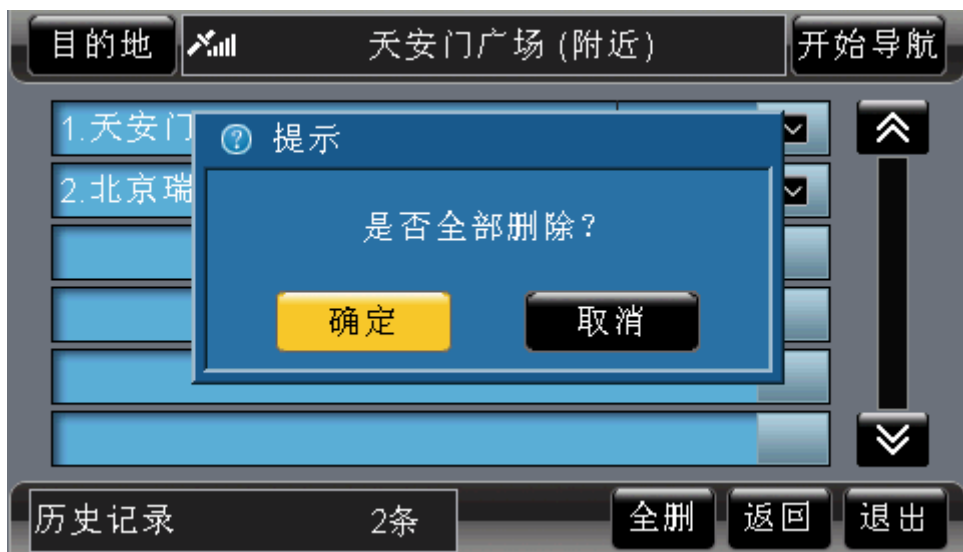 目的地 天安门广场 (附近) 开始导航
1.天安门
2.北京瑞
提示
是否全部删除?
确定 取消
历史记录 2条 全删 返回 退出